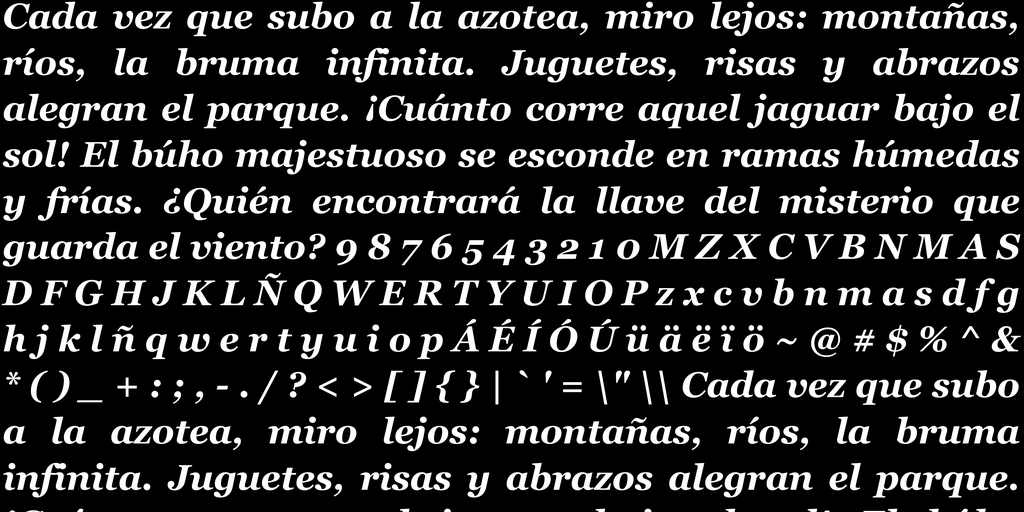 Cada vez que subo a la azotea, miro lejos: montañas,
ríos, la bruma infinita. Juguetes, risas y abrazos
alegran el parque. ¡Cuánto corre aquel jaguar bajo el
sol! El búho majestuoso se esconde en ramas húmedas
y frías. ¿Quién encontrará la llave del misterio que
guarda el viento? 9 8 7 6 5 4 3 2 1 0 M Z X C V B N M A S
D F G H J K L Ñ Q W E R T Y U I O P z x c v b n m a s d f g
h j k l ñ q w e r t y u i o p Á É Í Ó Ú ü ä ë ï ö ~ @ # $ % ^ &
* ( ) _ + : ; , - . / ? < > [ ] { } | ` ' = \" \\ Cada vez que subo
a la azotea, miro lejos: montañas, ríos, la bruma
infinita. Juguetes, risas y abrazos alegran el parque.